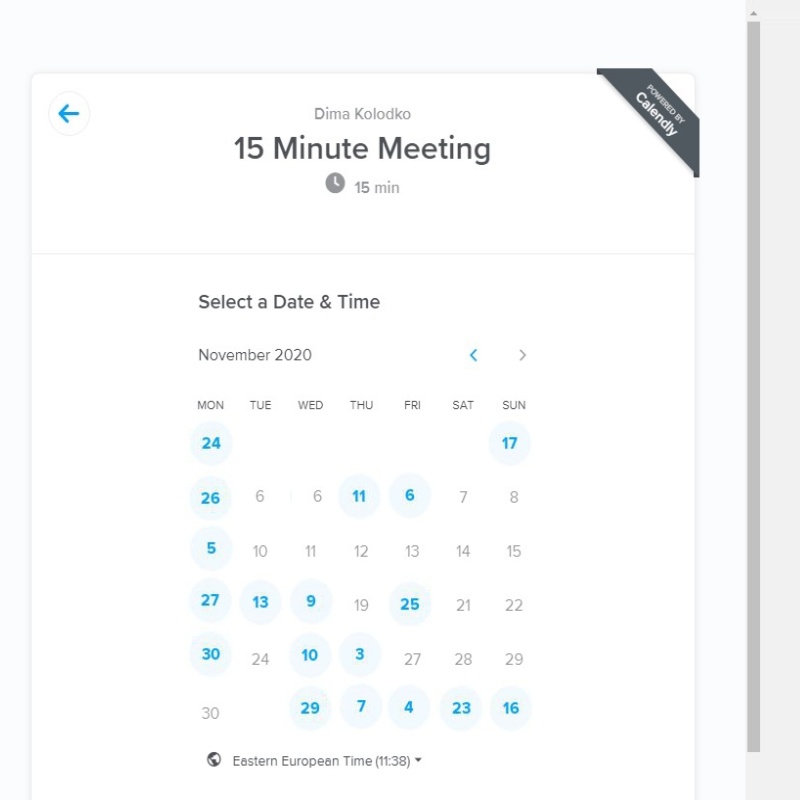 POWERED BY
Calendly
Dima Kolodko
15 Minute Meeting
15 min
Select a Date & Time
November 2020
MON TUE WED THU FRI SAT SUN
24 17
26 6 6 11 6 7 8
5 10 11 12 13 14 15
27 13 9 19 25 21 22
30 24 10 3 27 28 29
30 29 7 4 23 16
Eastern European Time (11:38)